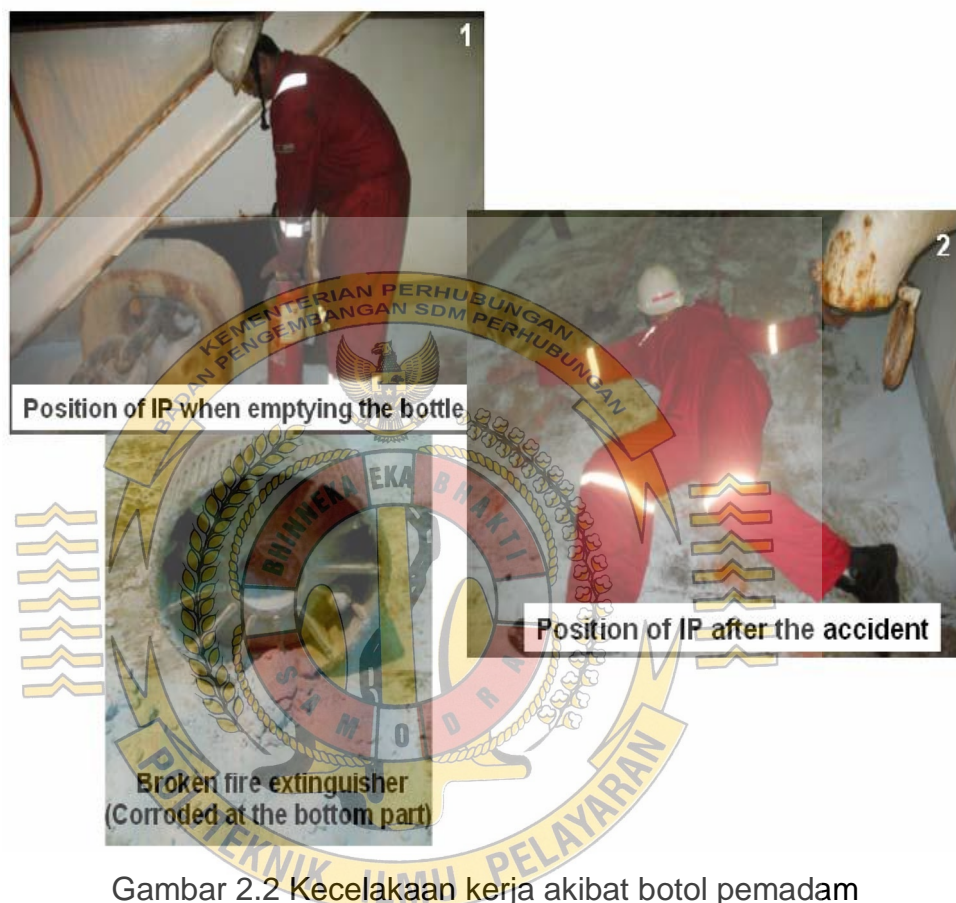 1
Position of IP when emptying the bottle
2
Position of IP after the accident
Broken fire extinguisher
(Corroded at the bottom part)
KEMENTERIAN PERHUBUNGAN
BADAN PENGEMBANGAN SDM PERHUBUNGAN
BHINNEKA EKA BHAKTI
SAMODRA
POLITEKNIK ILMU PELAYARAN
Gambar 2.2 Kecelakaan kerja akibat botol pemadam